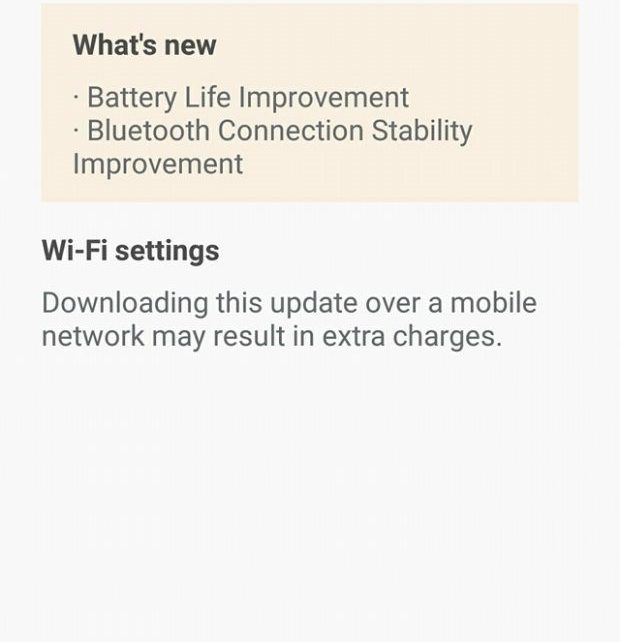 What's new
· Battery Life Improvement
· Bluetooth Connection Stability
Improvement
Wi-Fi settings
Downloading this update over a mobile
network may result in extra charges.